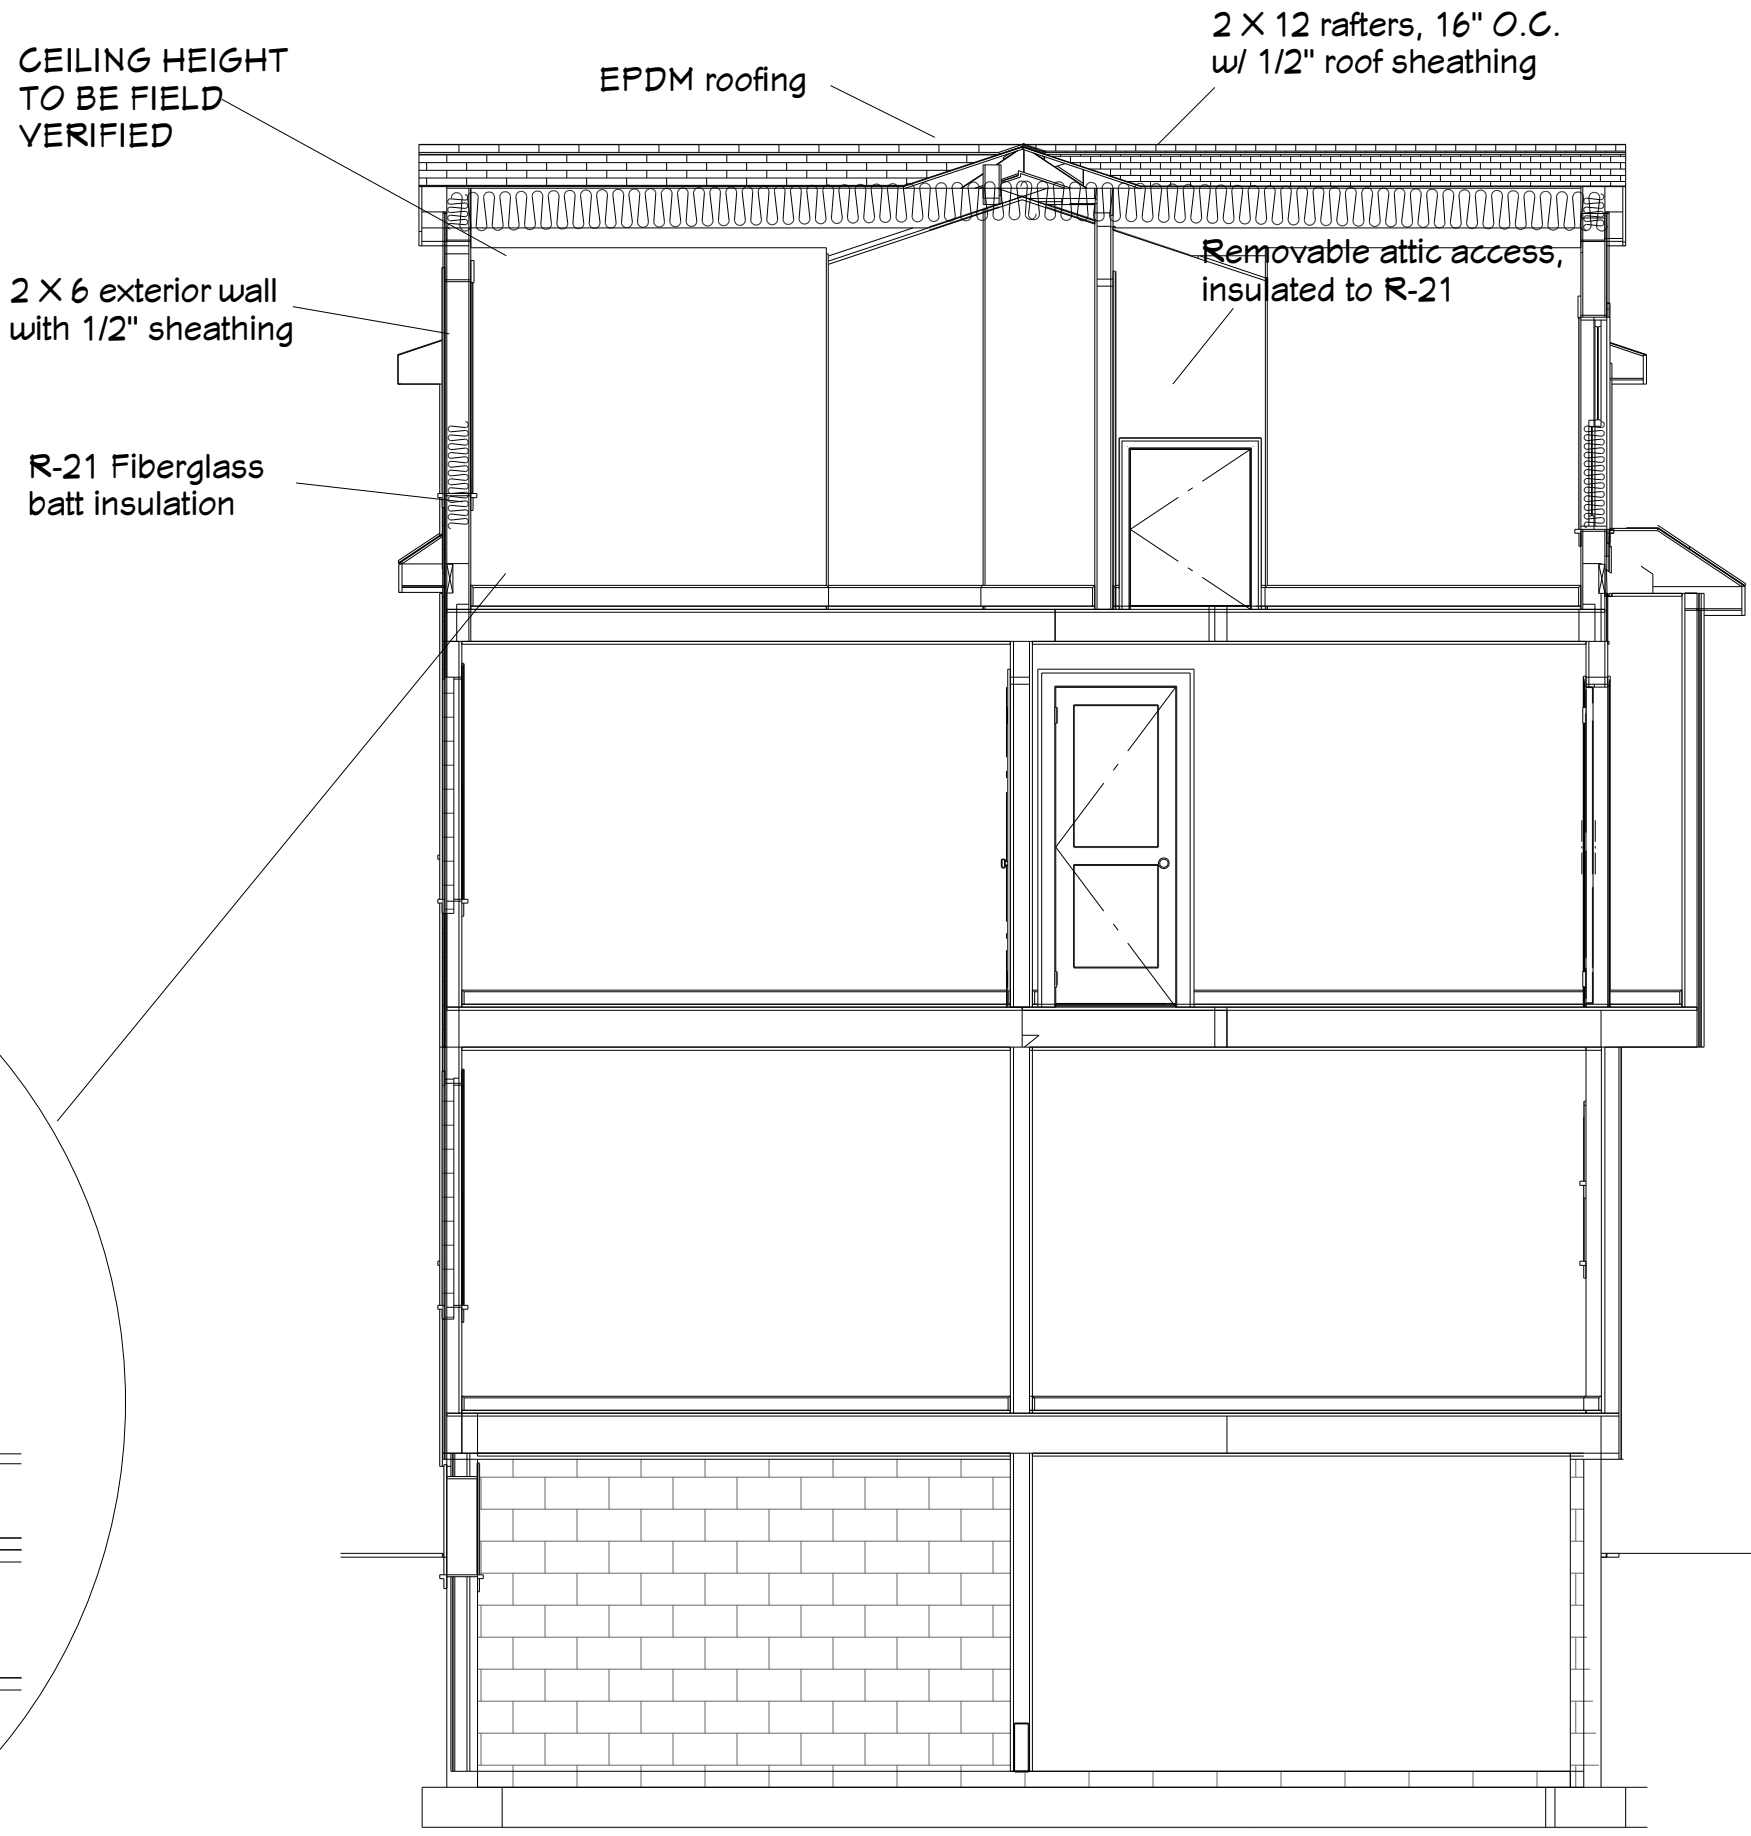 2 X 12 rafters, 16" O.C.
w/ 1/2" roof sheathing
CEILING HEIGHT
TO BE FIELD
VERIFIED
EPDM roofing
Removable attic access,
insulated to R-21
2 X 6 exterior wall
with 1/2" sheathing
R-21 Fiberglass
batt insulation